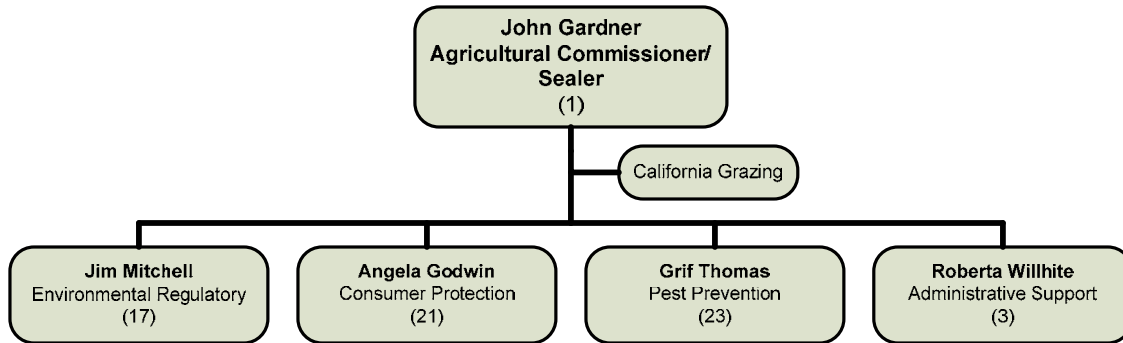 John Gardner
Agricultural Commissioner/
Sealer
(1)
California Grazing
Jim Mitchell
Environmental Regulatory
(17)
Angela Godwin
Consumer Protection
(21)
Grif Thomas
Pest Prevention
(23)
Roberta Willhite
Administrative Support
(3)